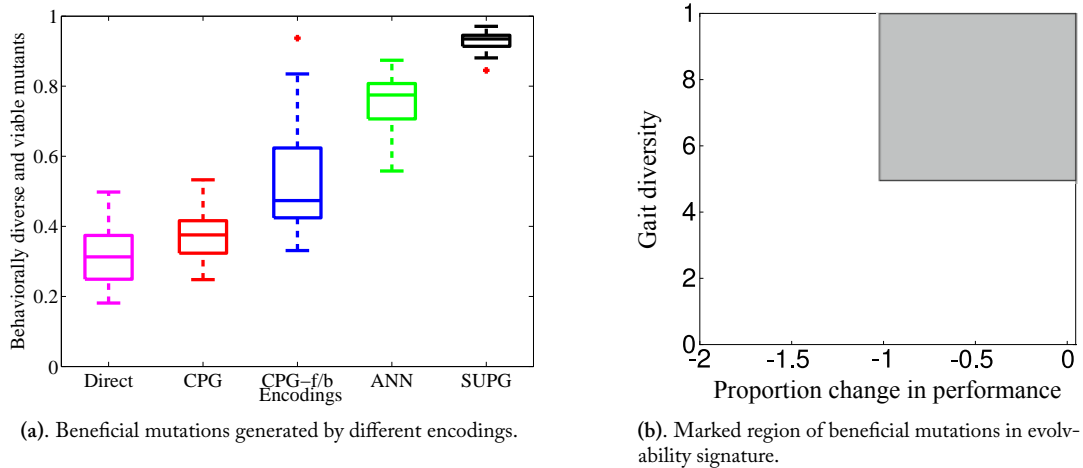 1
0.8
0.6
0.4
0.2
0
Behaviorally diverse and viable mutants
Direct
CPG
CPG–f/b
ANN
SUPG
Encodings
(a). Beneficial mutations generated by different encodings.
1
8
6
4
2
0
Gait diversity
-2
-1.5
-1
-0.5
0
Proportion change in performance
(b). Marked region of beneficial mutations in evolv-
ability signature.